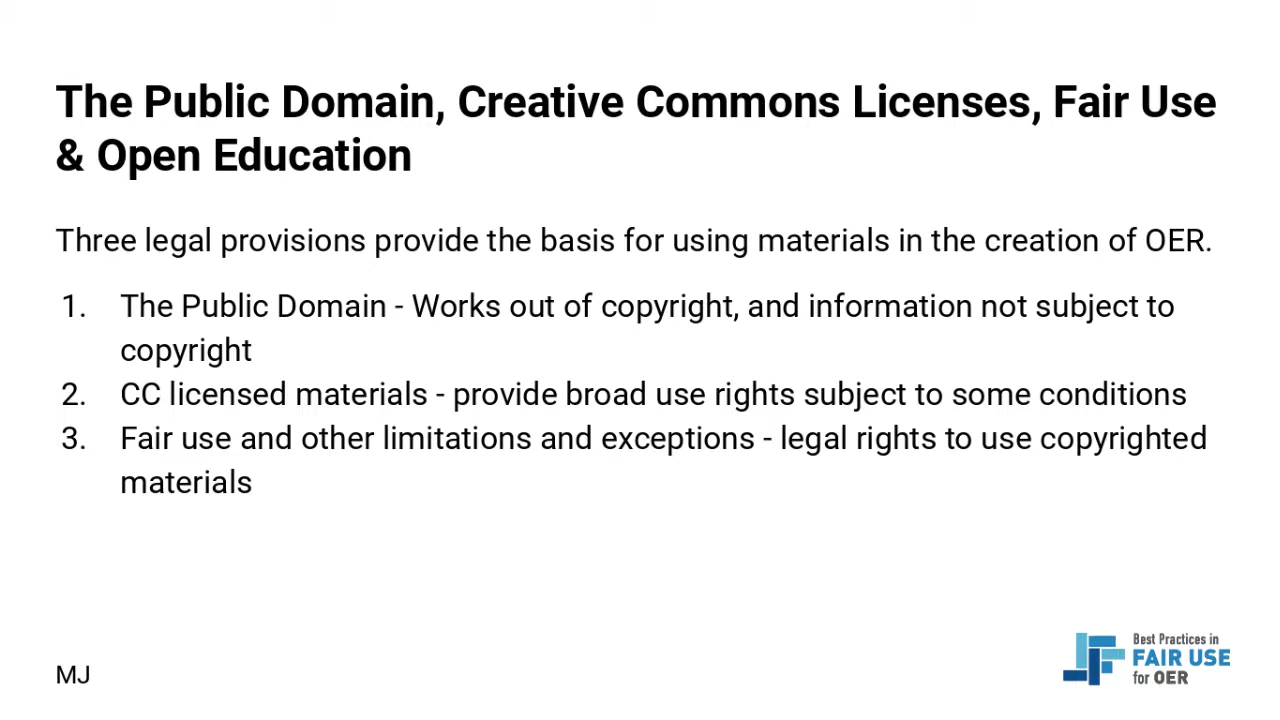 The Public Domain, Creative Commons Licenses, Fair Use
& Open Education
Three legal provisions provide the basis for using materials in the creation of OER.
1. The Public Domain - Works out of copyright, and information not subject to
copyright
2. CC licensed materials - provide broad use rights subject to some conditions
3. Fair use and other limitations and exceptions - legal rights to use copyrighted
materials
MJ
Best Practices in
FAIR USE
for OER